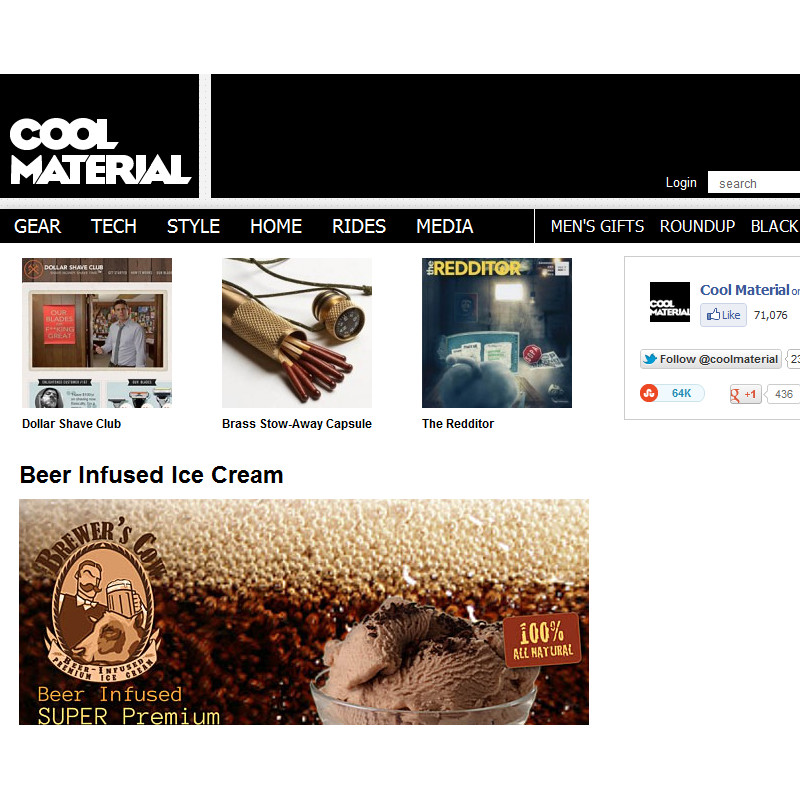 COOL
MATERIAL
Login
search
GEAR TECH STYLE HOME RIDES MEDIA MEN'S GIFTS ROUNDUP BLACK
DOLLAR SHAVE CLUB
OUR
BLADES
ARE
F**KING
GREAT
the REDDITOR
Dollar Shave Club
Brass Stow-Away Capsule
The Redditor
COOL
MATERIAL
Cool Material on
Like 71,076
Follow @coolmaterial 23
64K
+1 436
Beer Infused Ice Cream
BREWER'S COW
BEER-INFUSED
PREMIUM ICE CREAM
100%
ALL NATURAL
Beer Infused
SUPER Premium